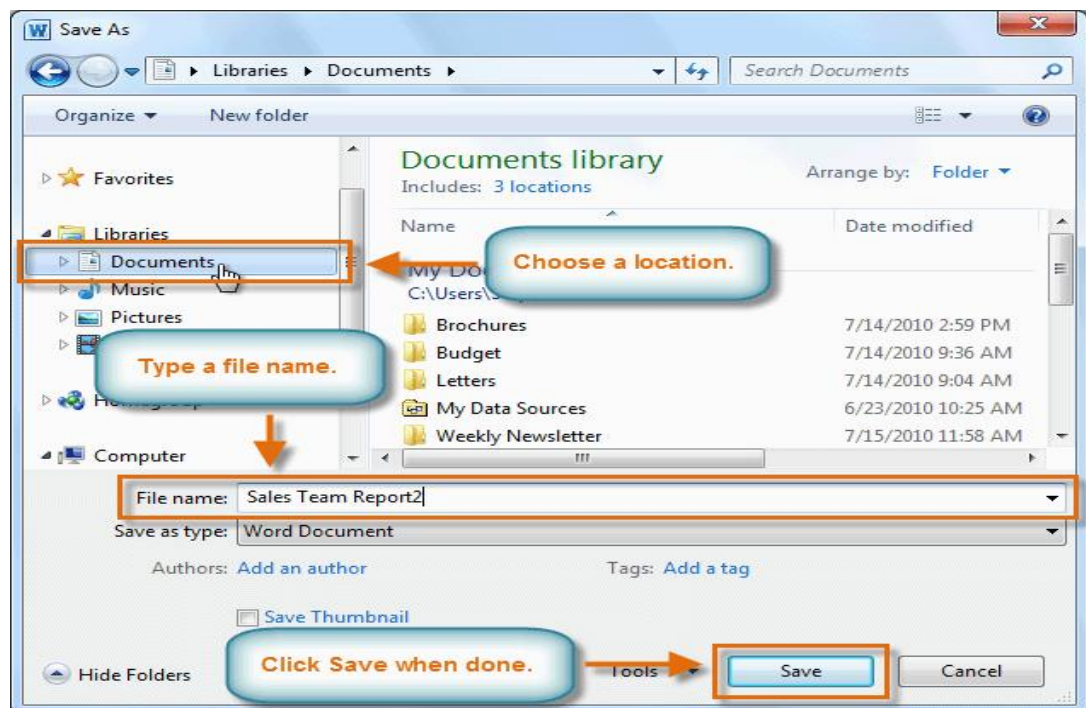 Save As
Libraries Documents
Search Documents
Organize
New folder
Favorites
Libraries
Documents
Music
Pictures
Computer
Documents library
Includes: 3 locations
Arrange by: Folder
Name
Date modified
Choose a location.
C:\Users\
Brochures 7/14/2010 2:59 PM
Budget 7/14/2010 9:36 AM
Letters 7/14/2010 9:04 AM
My Data Sources 6/23/2010 10:25 AM
Weekly Newsletter 7/15/2010 11:58 AM
Type a file name.
File name: Sales Team Report2
Save as type: Word Document
Authors: Add an author
Tags: Add a tag
Save Thumbnail
Click Save when done.
Hide Folders
Tools
Save
Cancel